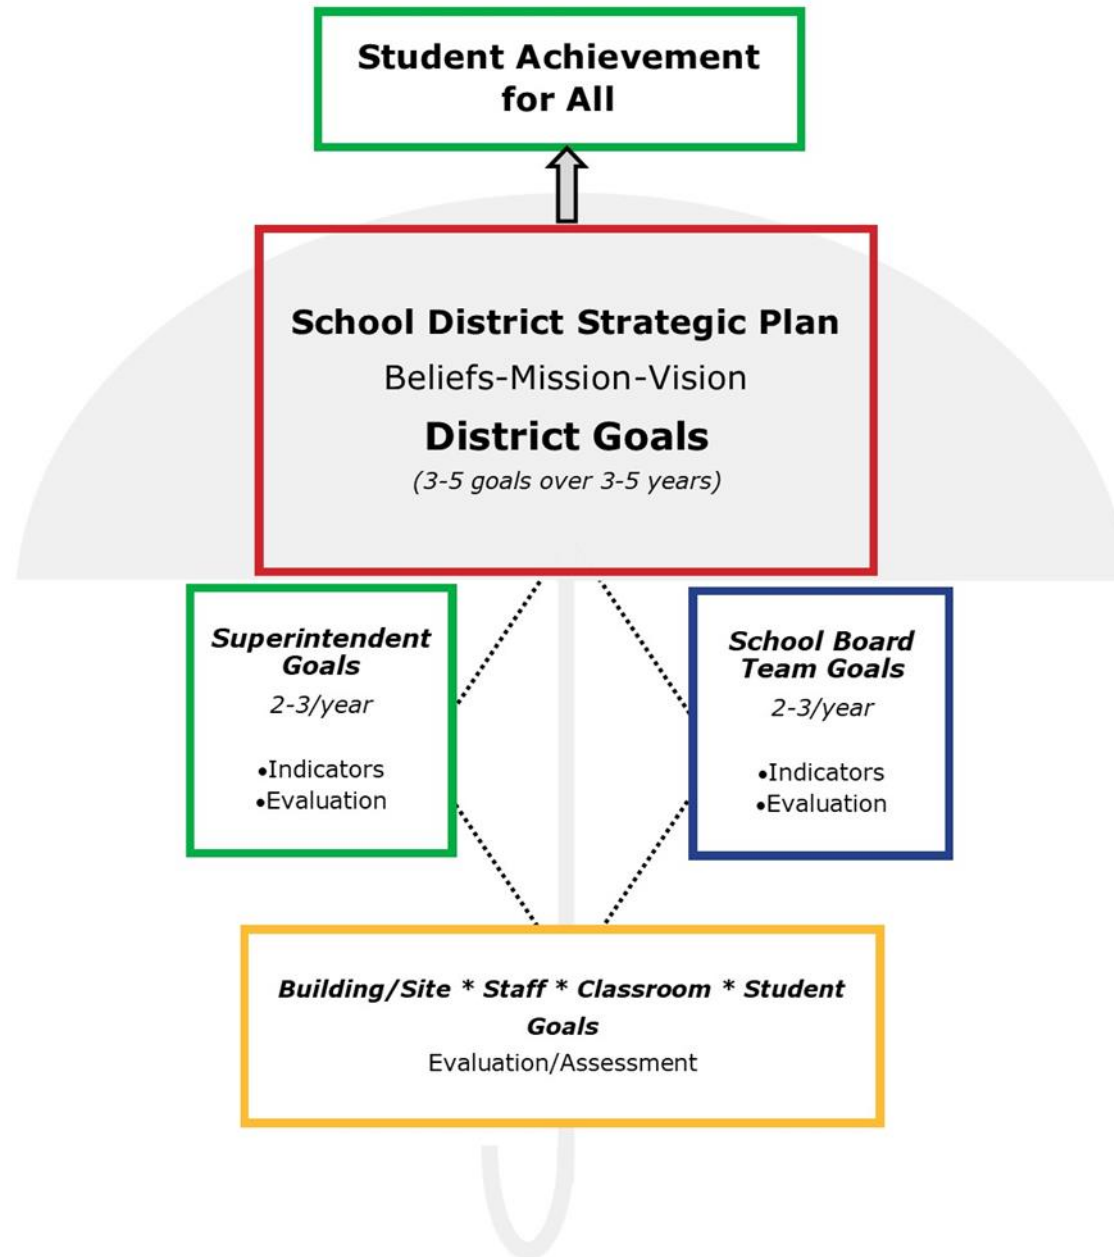 Student Achievement
for All
School District Strategic Plan
Beliefs-Mission-Vision
District Goals
(3-5 goals over 3-5 years)
Superintendent
Goals
2-3/year
•Indicators
•Evaluation
School Board
Team Goals
2-3/year
•Indicators
•Evaluation
Building/Site * Staff * Classroom * Student
Goals
Evaluation/Assessment